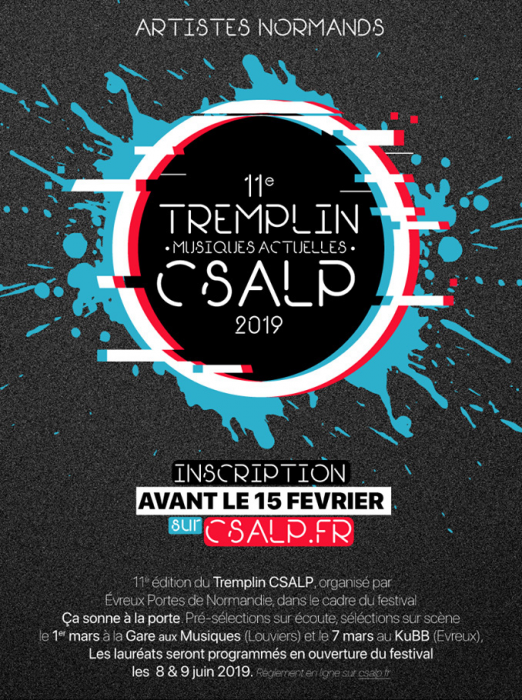 ARTISTES NORMANDS
11e
TREMPLIN
• MUSIQUES ACTUELLES •
CSALP
2019
INSCRIPTION
AVANT LE 15 FEVRIER
sur CSALP.FR
11e édition du Tremplin CSALP, organisé par
Évreux Portes de Normandie, dans le cadre du festival
Ça sonne à la porte. Pré-sélections sur écoute, séléctions sur scène
le 1er mars à la Gare aux Musiques (Louviers) et le 7 mars au KuBB (Evreux),
Les lauréats seront programmés en ouverture du festival
les 8 & 9 juin 2019. Règlement en ligne sur csalp.fr